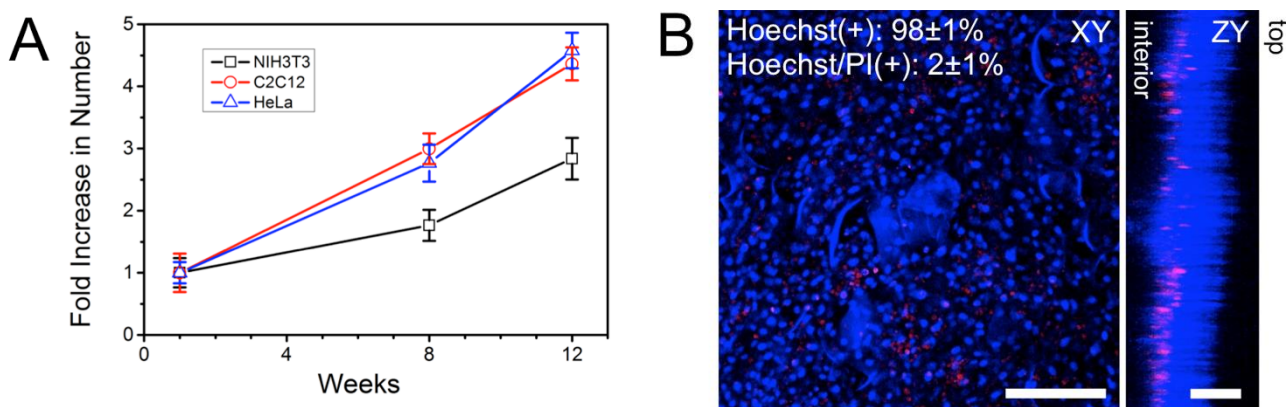 A
Fold Increase in Number
5
4
3
2
1
0
NIH3T3
C2C12
HeLa
0
4
8
12
Weeks
B
Hoechst(+): 98±1%
Hoechst/PI(+): 2±1%
XY
interior
ZY
top